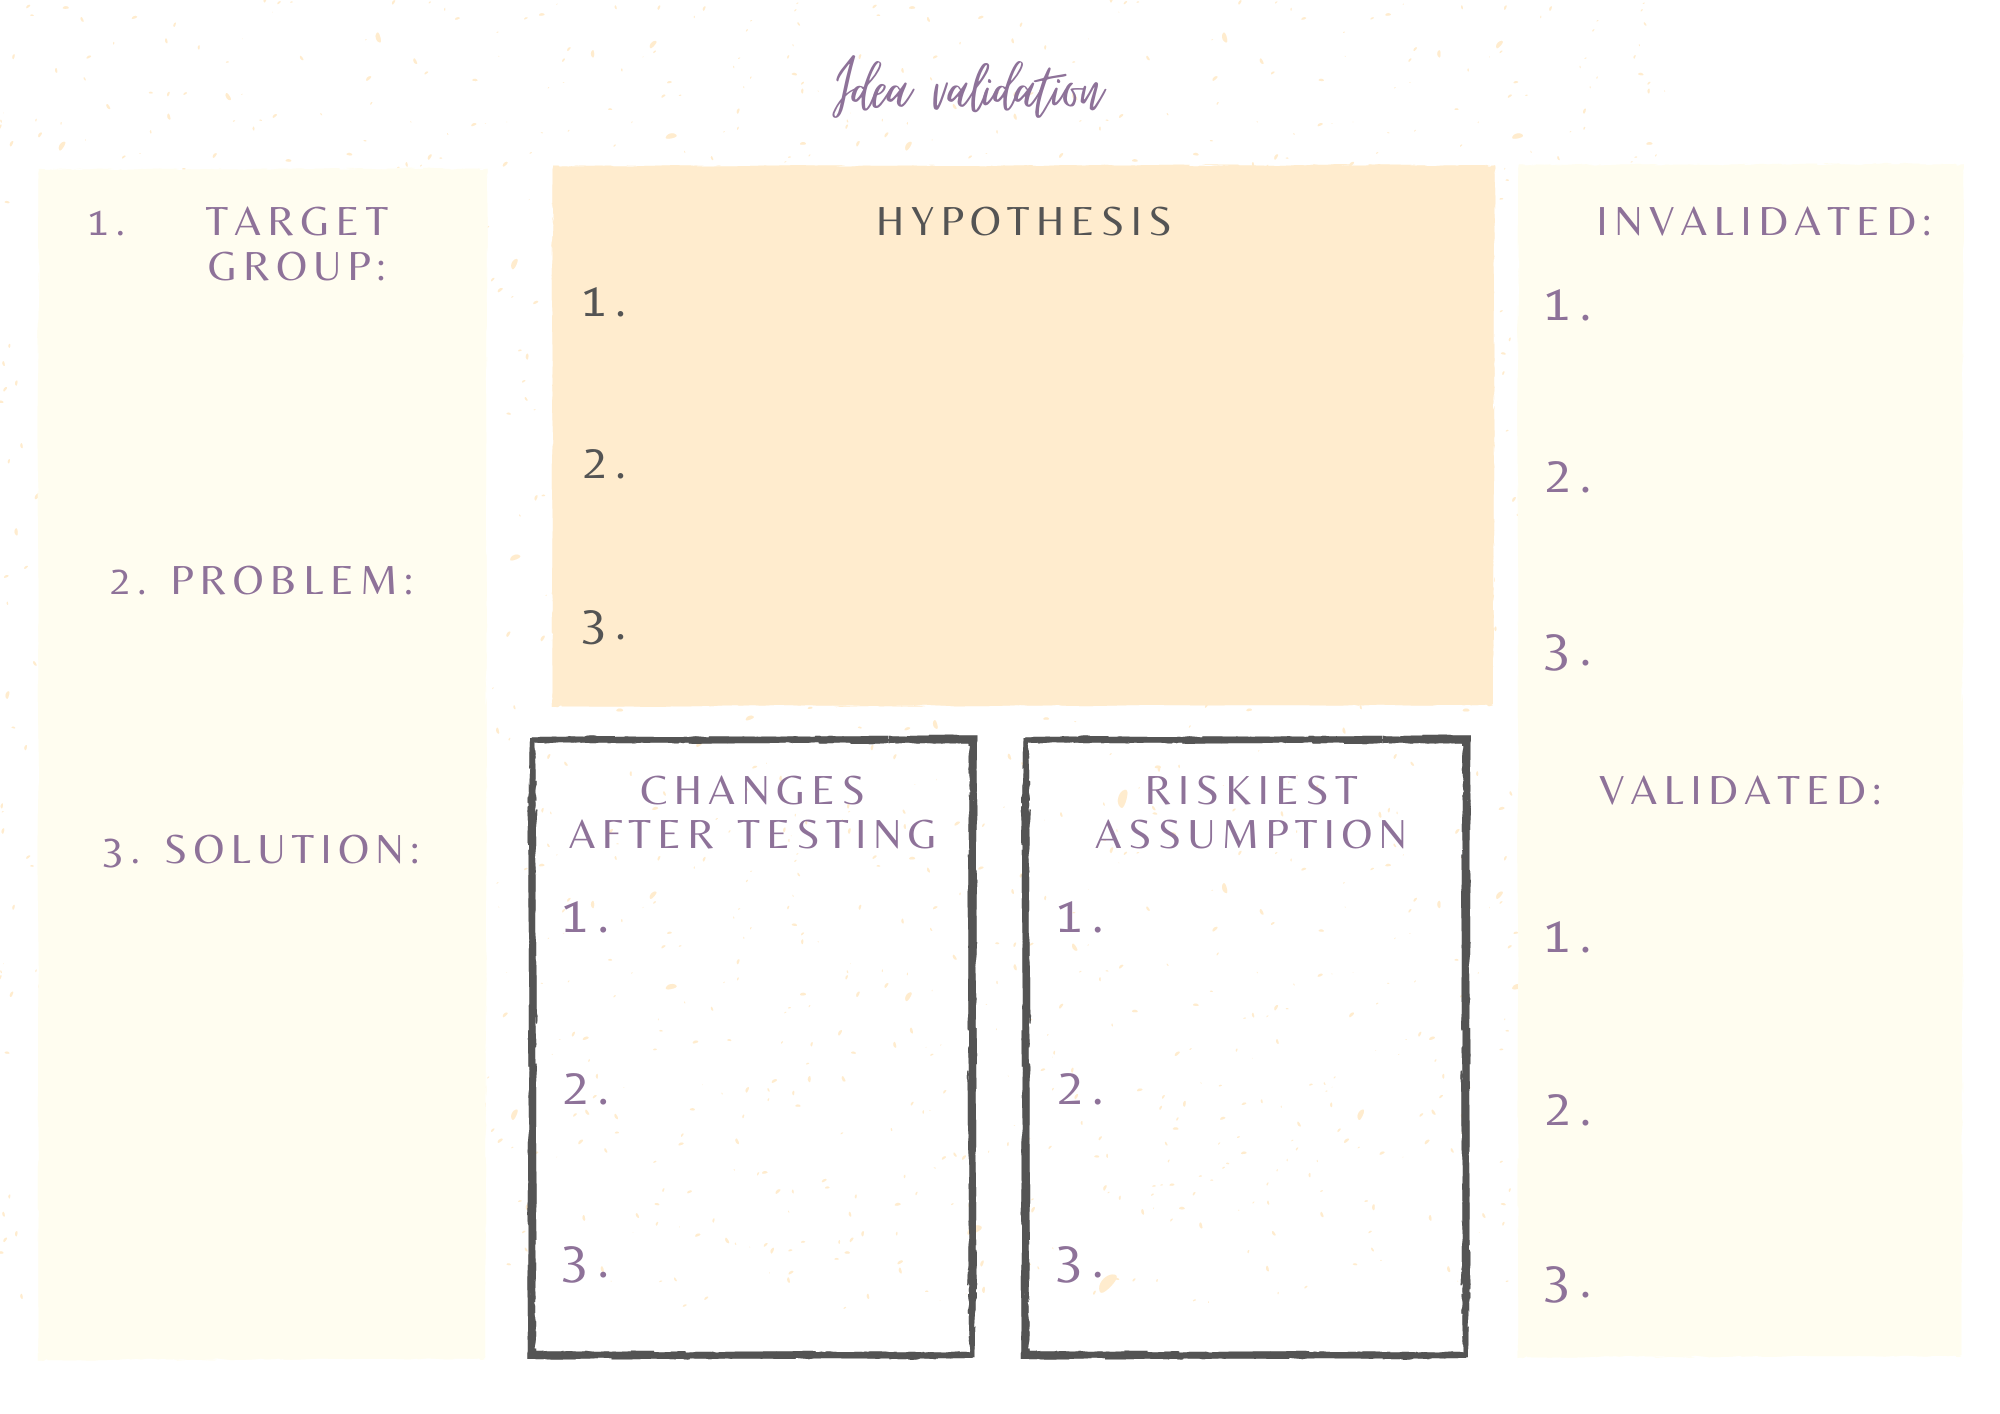 Idea validation
1. TARGET
GROUP:
2. PROBLEM:
3. SOLUTION:
HYPOTHESIS
1.
2.
3.
CHANGES
AFTER TESTING
1.
2.
3.
RISKIEST
ASSUMPTION
1.
2.
3.
INVALIDATED:
1.
2.
3.
VALIDATED:
1.
2.
3.